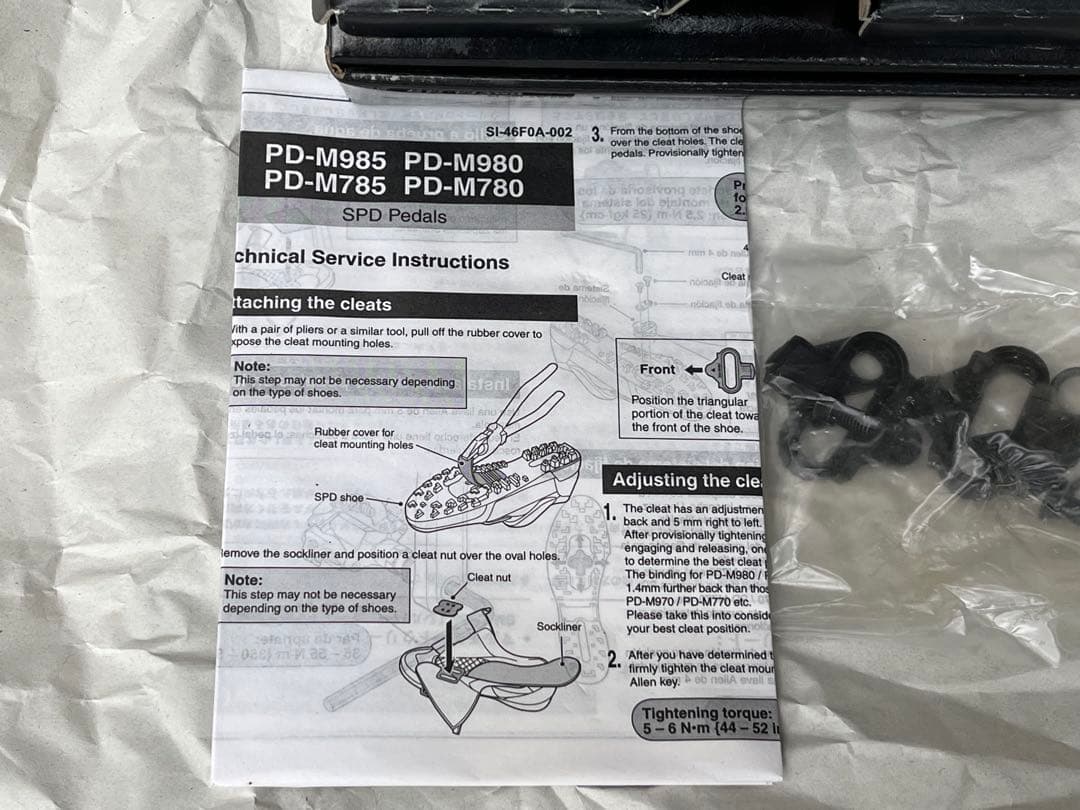 SI-46F0A-002
PD-M985 PD-M980
PD-M785 PD-M780
SPD Pedals
chnical Service Instructions
ttaching the cleats
With a pair of pliers or a similar tool, pull off the rubber cover to
xpose the cleat mounting holes.
Note:
This step may not be necessary depending
on the type of shoes.
Rubber cover for
cleat mounting holes
SPD shoe
emove the sockliner and position a cleat nut over the oval holes.
Note:
This step may not be necessary
depending on the type of shoes.
Cleat nut
Sockliner
3. From the bottom of the shoe
over the cleat holes. The cle
pedals. Provisionally tighten
Pr
fo
2.
4
Cleat
Front
Position the triangular
portion of the cleat towa
the front of the shoe.
Adjusting the cle
1. The cleat has an adjustmen
back and 5 mm right to left.
After provisionally tightening
engaging and releasing, one
to determine the best cleat
The binding for PD-M980 /
1.4mm further back than thos
PD-M970 / PD-M770 etc.
Please take this into conside
your best cleat position.
2. After you have determined t
firmly tighten the cleat moun
Allen key.
Tightening torque:
5 – 6 N•m {44 – 52 i